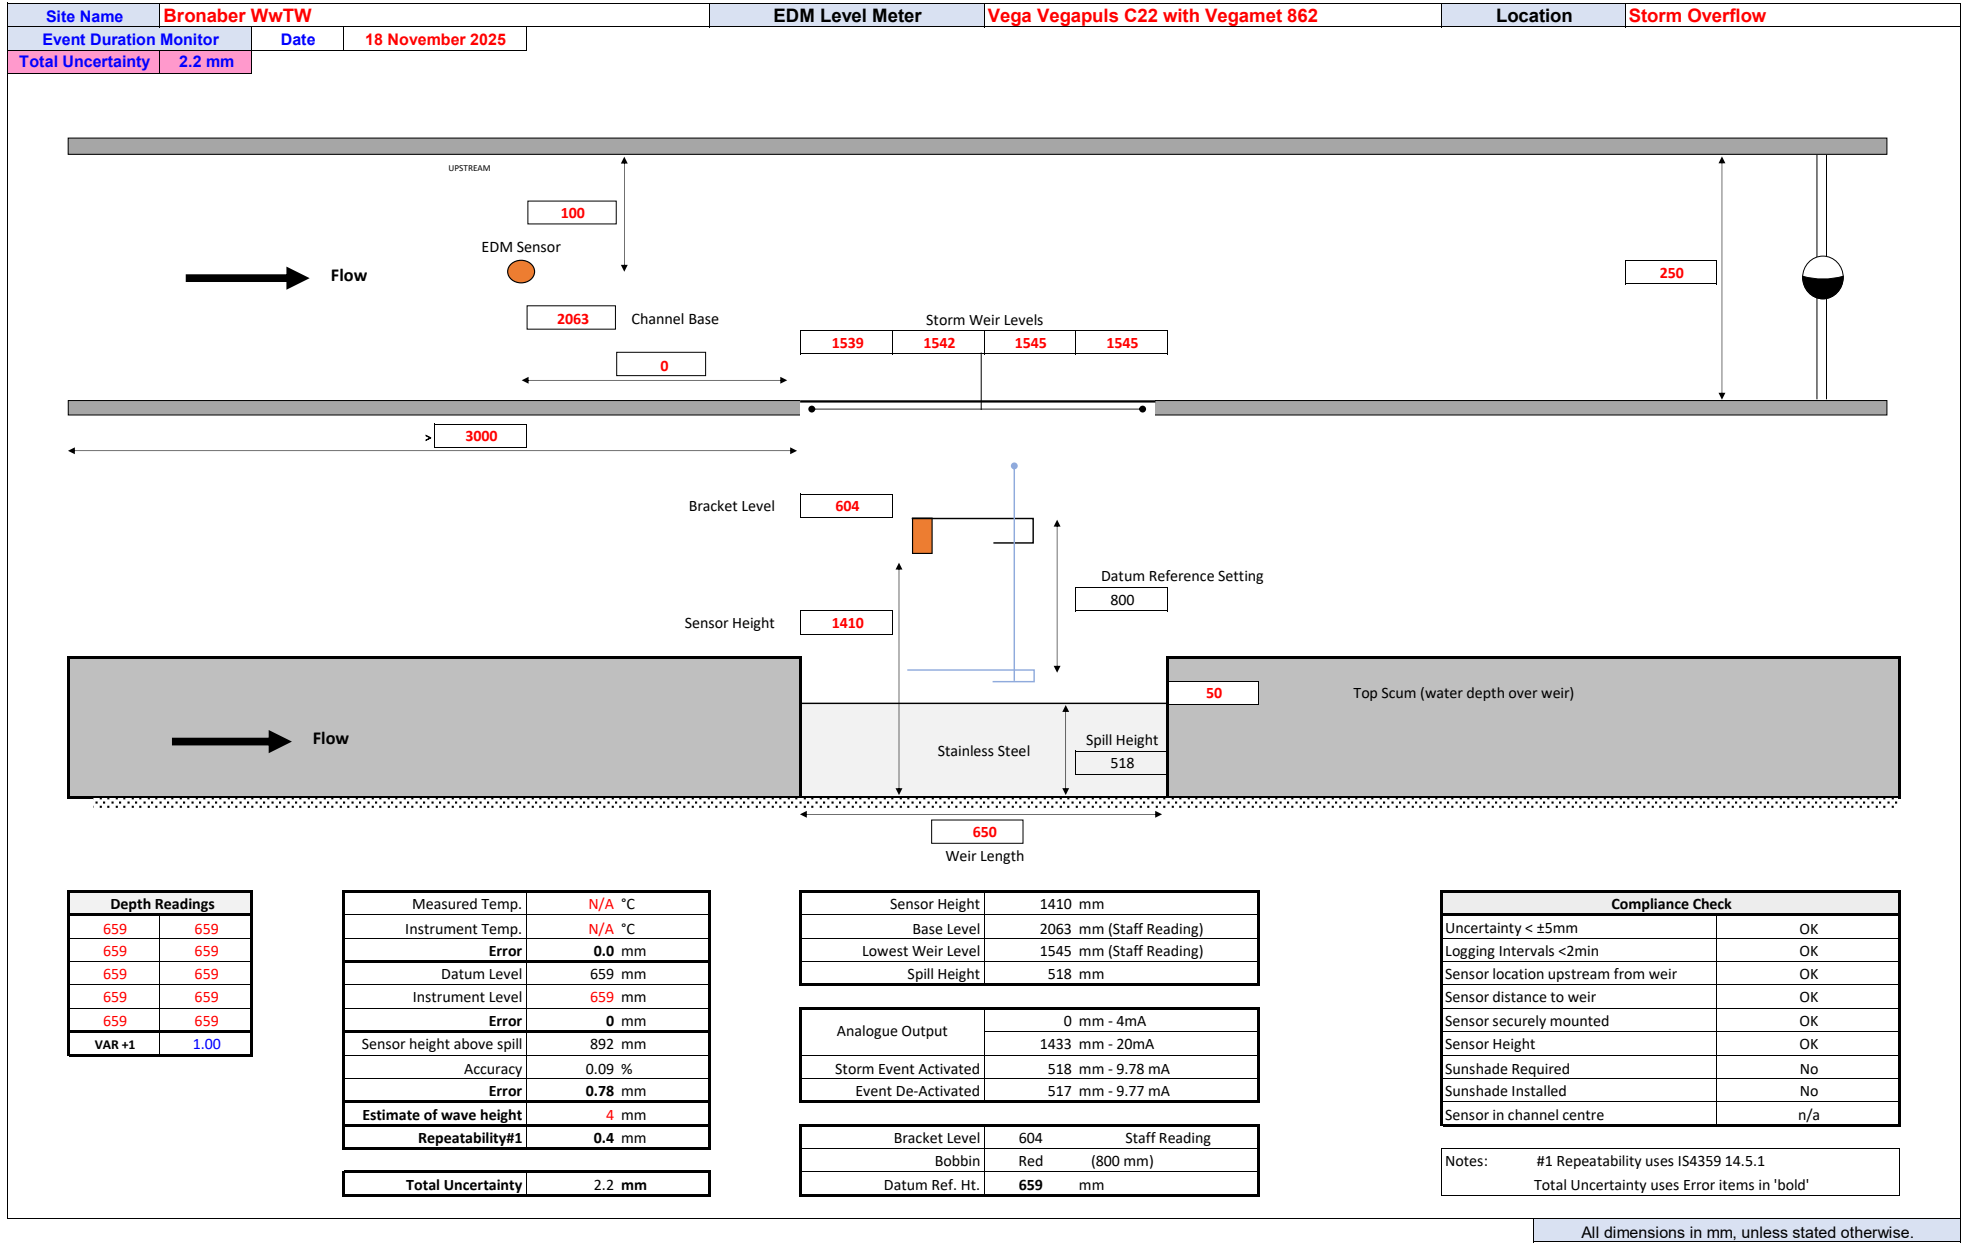 Site Name Bronaber WwTW EDM Level Meter Vega Vegapuls C22 with Vegamet 862 Location Storm Overflow
Event Duration Monitor Date 18 November 2025
Total Uncertainty 2.2 mm
UPSTREAM
100
EDM Sensor
Flow
250
2063 Channel Base
Storm Weir Levels
1539 1542 1545 1545
0
> 3000
Bracket Level 604
Datum Reference Setting
800
Sensor Height 1410
50 Top Scum (water depth over weir)
Flow
Stainless Steel
Spill Height
518
650
Weir Length
Depth Readings
659 659
659 659
659 659
659 659
659 659
VAR +1 1.00
Measured Temp. N/A °C
Instrument Temp. N/A °C
Error 0.0 mm
Datum Level 659 mm
Instrument Level 659 mm
Error 0 mm
Sensor height above spill 892 mm
Accuracy 0.09 %
Error 0.78 mm
Estimate of wave height 4 mm
Repeatability#1 0.4 mm
Total Uncertainty 2.2 mm
Sensor Height 1410 mm
Base Level 2063 mm (Staff Reading)
Lowest Weir Level 1545 mm (Staff Reading)
Spill Height 518 mm
Analogue Output 0 mm - 4mA
1433 mm - 20mA
Storm Event Activated 518 mm - 9.78 mA
Event De-Activated 517 mm - 9.77 mA
Bracket Level 604 Staff Reading
Bobbin Red (800 mm)
Datum Ref. Ht. 659 mm
Compliance Check
Uncertainty < ±5mm OK
Logging Intervals <2min OK
Sensor location upstream from weir OK
Sensor distance to weir OK
Sensor securely mounted OK
Sensor Height OK
Sunshade Required No
Sunshade Installed No
Sensor in channel centre n/a
Notes: #1 Repeatability uses IS4359 14.5.1
Total Uncertainty uses Error items in 'bold'
All dimensions in mm, unless stated otherwise.